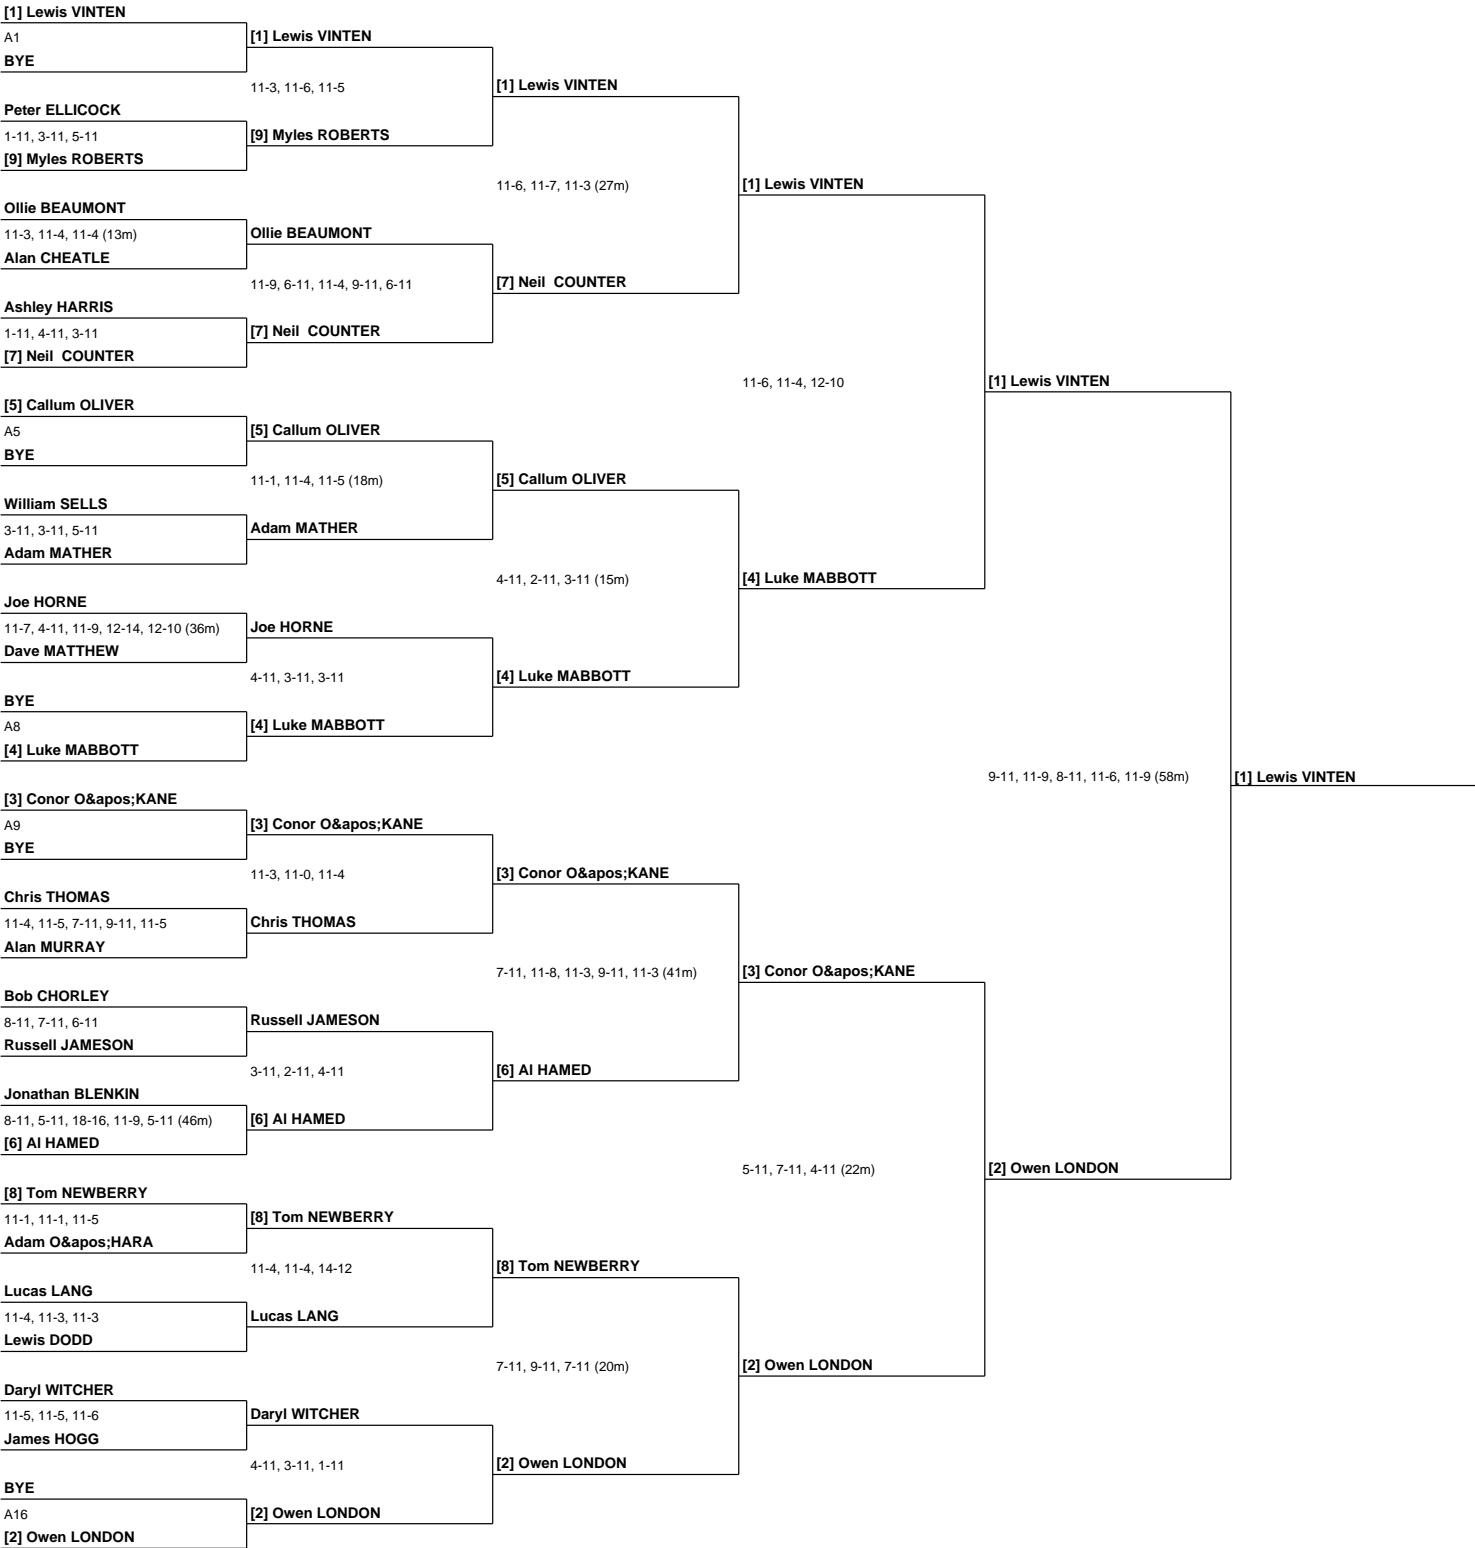 [1] Lewis VINTEN
A1
BYE
Peter ELLICOCK
1-11, 3-11, 5-11
[9] Myles ROBERTS
Ollie BEAUMONT
11-3, 11-4, 11-4 (13m)
Alan CHEATLE
Ashley HARRIS
1-11, 4-11, 3-11
[7] Neil  COUNTER
[5] Callum OLIVER
A5
BYE
William SELLS
3-11, 3-11, 5-11
Adam MATHER
Joe HORNE
11-7, 4-11, 11-9, 12-14, 12-10 (36m)
Dave MATTHEW
BYE
A8
[4] Luke MABBOTT
[3] Conor O&apos;KANE
A9
BYE
Chris THOMAS
11-4, 11-5, 7-11, 9-11, 11-5
Alan MURRAY
Bob CHORLEY
8-11, 7-11, 6-11
Russell JAMESON
Jonathan BLENKIN
8-11, 5-11, 18-16, 11-9, 5-11 (46m)
[6] Al HAMED
[8] Tom NEWBERRY
11-1, 11-1, 11-5
Adam O&apos;HARA
Lucas LANG
11-4, 11-3, 11-3
Lewis DODD
Daryl WITCHER
11-5, 11-5, 11-6
James HOGG
BYE
A16
[2] Owen LONDON
[1] Lewis VINTEN
11-3, 11-6, 11-5
[9] Myles ROBERTS
Ollie BEAUMONT
11-9, 6-11, 11-4, 9-11, 6-11
[7] Neil  COUNTER
[5] Callum OLIVER
11-1, 11-4, 11-5 (18m)
Adam MATHER
Joe HORNE
4-11, 3-11, 3-11
[4] Luke MABBOTT
[3] Conor O&apos;KANE
11-3, 11-0, 11-4
Chris THOMAS
Russell JAMESON
3-11, 2-11, 4-11
[6] Al HAMED
[8] Tom NEWBERRY
11-4, 11-4, 14-12
Lucas LANG
Daryl WITCHER
4-11, 3-11, 1-11
[2] Owen LONDON
[1] Lewis VINTEN
11-6, 11-7, 11-3 (27m)
[7] Neil  COUNTER
[5] Callum OLIVER
4-11, 2-11, 3-11 (15m)
[4] Luke MABBOTT
[3] Conor O&apos;KANE
7-11, 11-8, 11-3, 9-11, 11-3 (41m)
[6] Al HAMED
[8] Tom NEWBERRY
7-11, 9-11, 7-11 (20m)
[2] Owen LONDON
[1] Lewis VINTEN
11-6, 11-4, 12-10
[4] Luke MABBOTT
[3] Conor O&apos;KANE
5-11, 7-11, 4-11 (22m)
[2] Owen LONDON
[1] Lewis VINTEN
9-11, 11-9, 8-11, 11-6, 11-9 (58m)
[2] Owen LONDON
[1] Lewis VINTEN